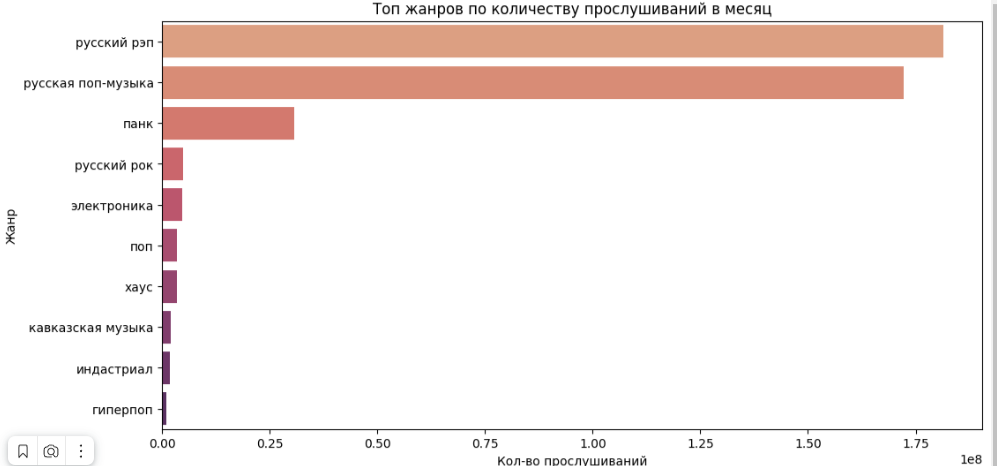 Топ жанров по количеству прослушиваний в месяц
русский рэп
русская поп-музыка
панк
русский рок
электроника
поп
хаус
кавказская музыка
индастриал
гиперпоп
Жанр
0.00 0.25 0.50 0.75 1.00 1.25 1.50 1.75
1e8
Кол-во прослушиваний